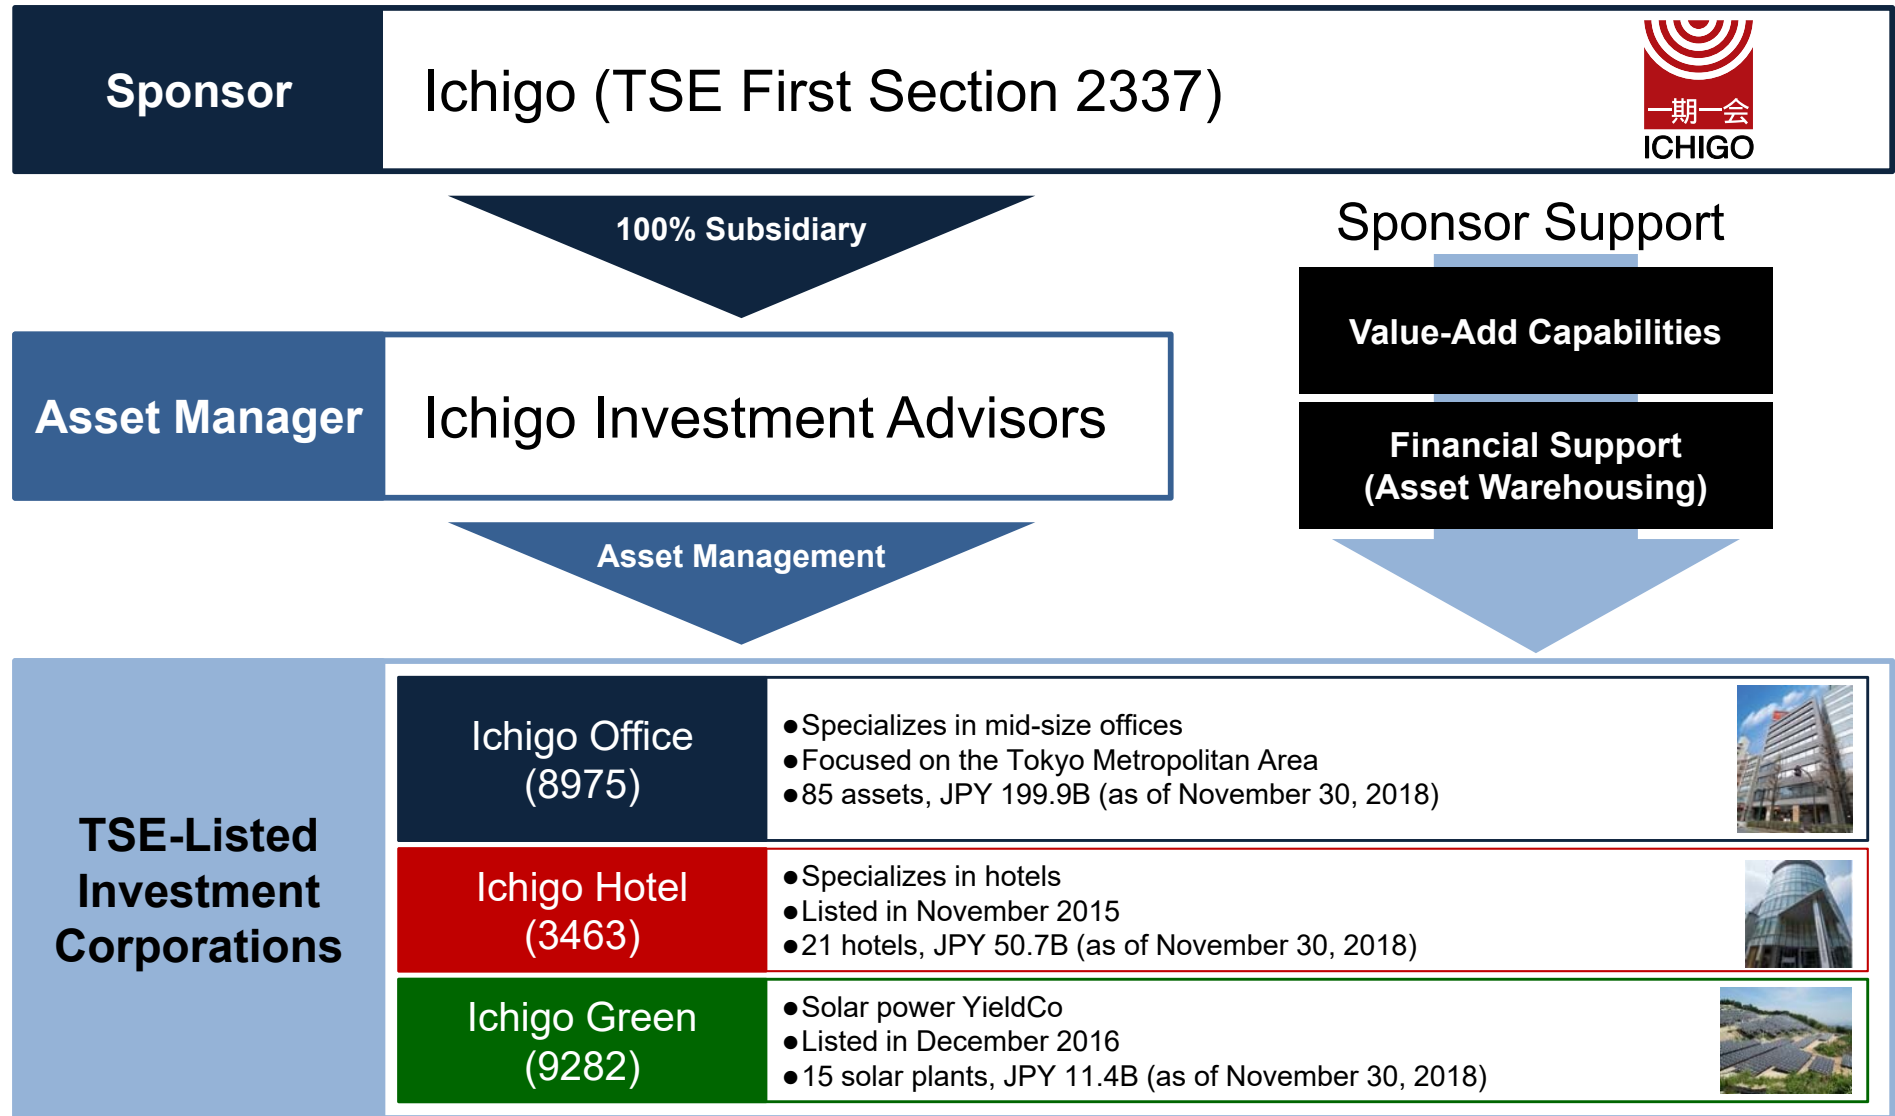 Sponsor
Ichigo (TSE First Section 2337)
一期一会
ICHIGO
100% Subsidiary
Sponsor Support
Value-Add Capabilities
Asset Manager
Ichigo Investment Advisors
Financial Support
(Asset Warehousing)
Asset Management
TSE-Listed
Investment
Corporations
Ichigo Office
(8975)
●Specializes in mid-size offices
●Focused on the Tokyo Metropolitan Area
●85 assets, JPY 199.9B (as of November 30, 2018)
Ichigo Hotel
(3463)
●Specializes in hotels
●Listed in November 2015
●21 hotels, JPY 50.7B (as of November 30, 2018)
Ichigo Green
(9282)
●Solar power YieldCo
●Listed in December 2016
●15 solar plants, JPY 11.4B (as of November 30, 2018)